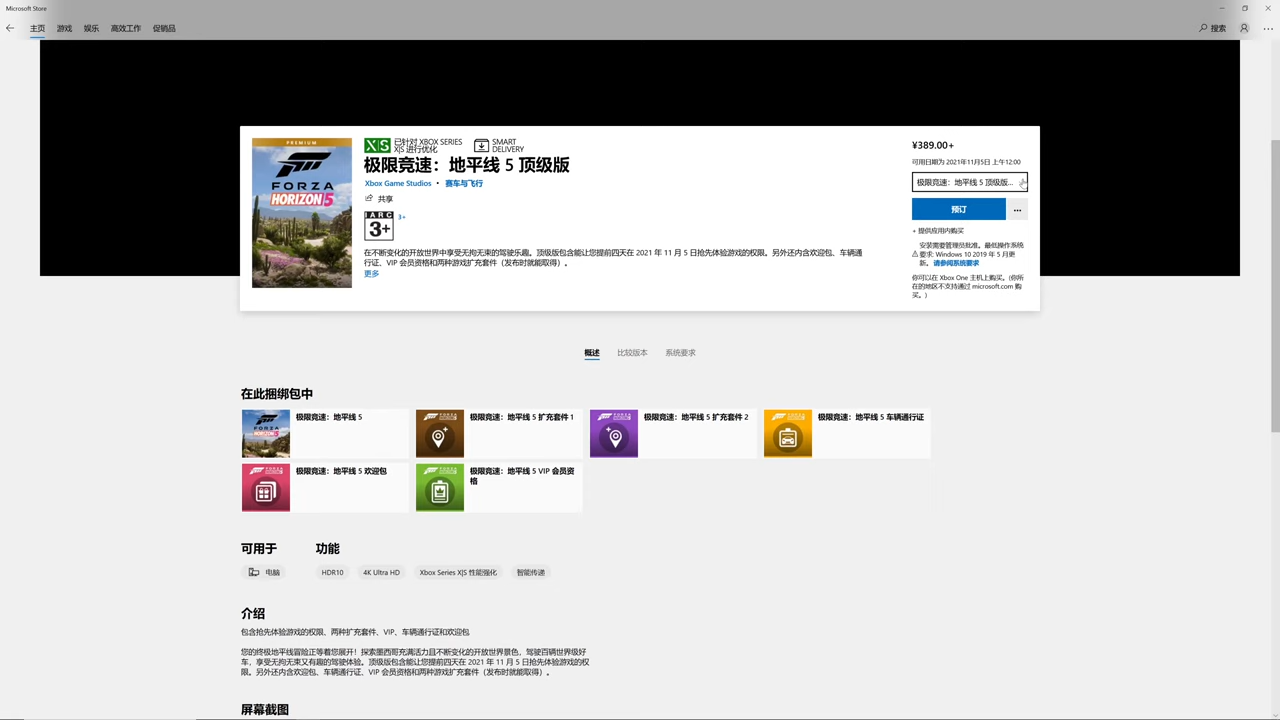 Microsoft Store
主页 游戏 娱乐 高效工作 促销品
搜索
PREMIUM
FORZA
HORIZON 5
XS 已针对 XBOX SERIES
X|S 进行优化
SMART
DELIVERY
极限竞速：地平线 5 顶级版
Xbox Game Studios • 赛车与飞行
共享
IARC
3+
3+
在不断变化的开放世界中享受无拘无束的驾驶乐趣。顶级版包含能让您提前四天在 2021 年 11 月 5 日抢先体验游戏的权限。另外还内含欢迎包、车辆通
行证、VIP 会员资格和两种游戏扩充套件（发布时就能取得）。
更多
¥389.00+
可用日期为 2021年11月5日 上午12:00
极限竞速：地平线 5 顶级版...
预订
...
+ 提供应用内购买
安装需要管理员批准。最低操作系统
要求: Windows 10 2019 年 5 月更
新。 请参阅系统要求
你可以在 Xbox One 主机上购买。(你所
在的地区不支持通过 microsoft.com 购
买。)
概述 比较版本 系统要求
在此捆绑包中
极限竞速：地平线 5
极限竞速：地平线 5 扩充套件 1
极限竞速：地平线 5 扩充套件 2
极限竞速：地平线 5 车辆通行证
极限竞速：地平线 5 欢迎包
极限竞速：地平线 5 VIP 会员资
格
可用于 功能
电脑
HDR10 4K Ultra HD Xbox Series X|S 性能强化 智能传递
介绍
包含抢先体验游戏的权限、两种扩充套件、VIP、车辆通行证和欢迎包
您的终极地平线冒险正等着您展开！探索墨西哥充满活力且不断变化的开放世界景色，驾驶百辆世界级好
车，享受无拘无束又有趣的驾驶体验。顶级版包含能让您提前四天在 2021 年 11 月 5 日抢先体验游戏的权
限。另外还内含欢迎包、车辆通行证、VIP 会员资格和两种游戏扩充套件（发布时就能取得）。
屏幕截图